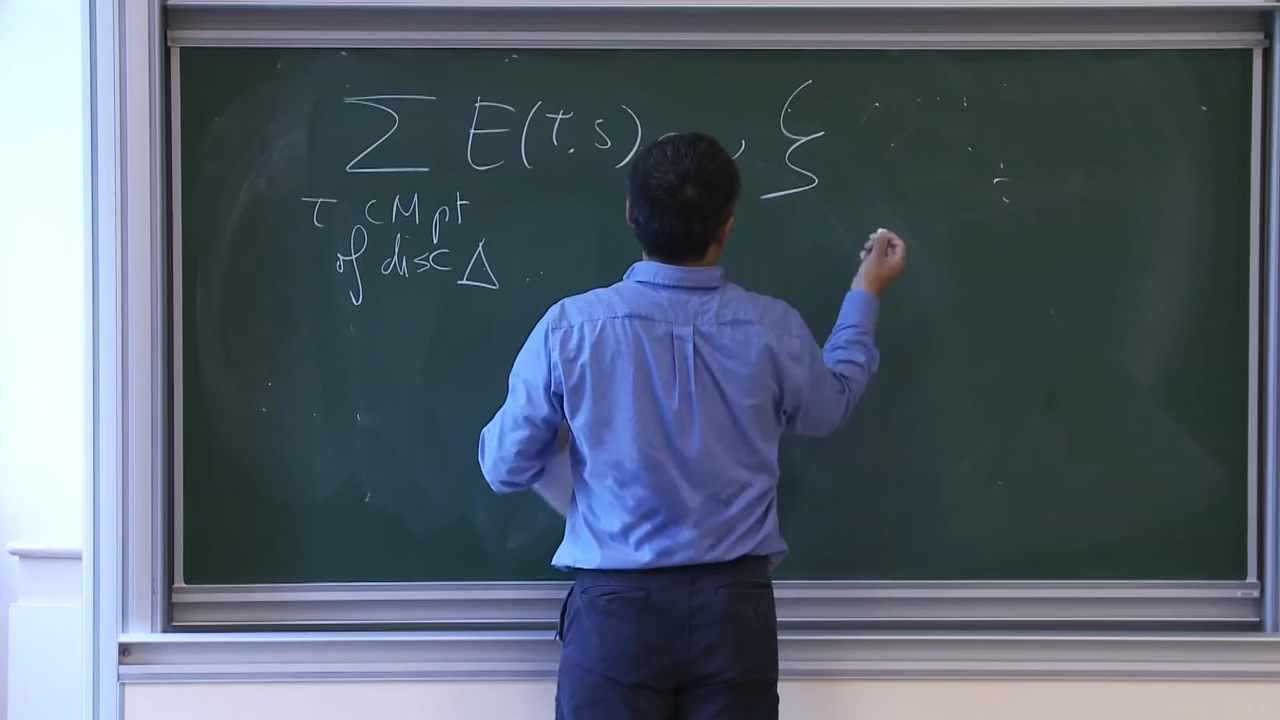 Σ E(τ, s) , ξ
τ CM pt
of disc Δ